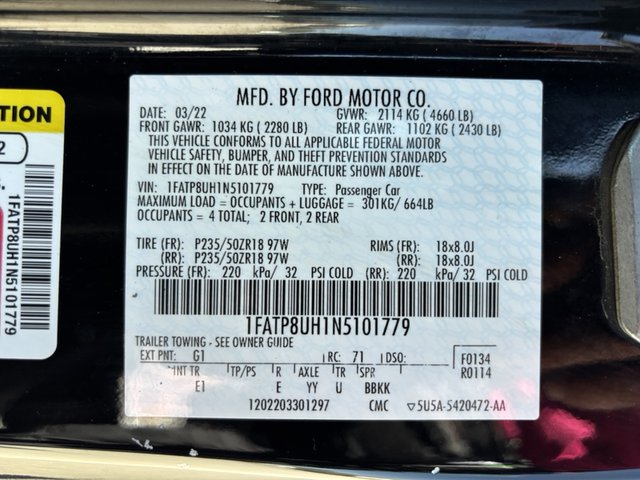 TION
2
1FATP8UH1N5101779
MFD. BY FORD MOTOR CO.
DATE: 03/22 GVWR: 2114 KG ( 4660 LB)
FRONT GAWR: 1034 KG ( 2280 LB) REAR GAWR: 1102 KG ( 2430 LB)
THIS VEHICLE CONFORMS TO ALL APPLICABLE FEDERAL MOTOR
VEHICLE SAFETY, BUMPER, AND THEFT PREVENTION STANDARDS
IN EFFECT ON THE DATE OF MANUFACTURE SHOWN ABOVE.
VIN: 1FATP8UH1N5101779 TYPE: Passenger Car
MAXIMUM LOAD = OCCUPANTS + LUGGAGE = 301KG/ 664LB
OCCUPANTS = 4 TOTAL; 2 FRONT, 2 REAR
TIRE (FR): P235/50ZR18 97W RIMS (FR): 18x8.0J
(RR): P235/50ZR18 97W (RR): 18x8.0J
PRESSURE (FR): 220 kPa/ 32 PSI COLD (RR): 220 kPa/ 32 PSI COLD
1FATP8UH1N5101779
TRAILER TOWING - SEE OWNER GUIDE
EXT PNT: G1 RC: 71 DSO: F0134
INT TR TP/PS R AXLE TR SPR R0114
E1 E YY U BBKK
1202203301297 CMC ▽5U5A-5420472-AA